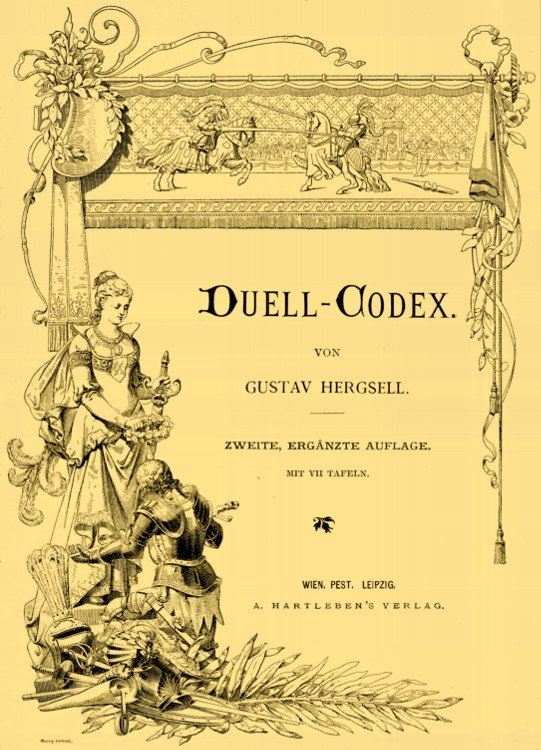 DUELL-CODEX.
VON
GUSTAV HERGSELL.
ZWEITE, ERGÄNZTE AUFLAGE.
MIT VII TAFELN.
WIEN. PEST. LEIPZIG.
A. HARTLEBEN'S VERLAG.